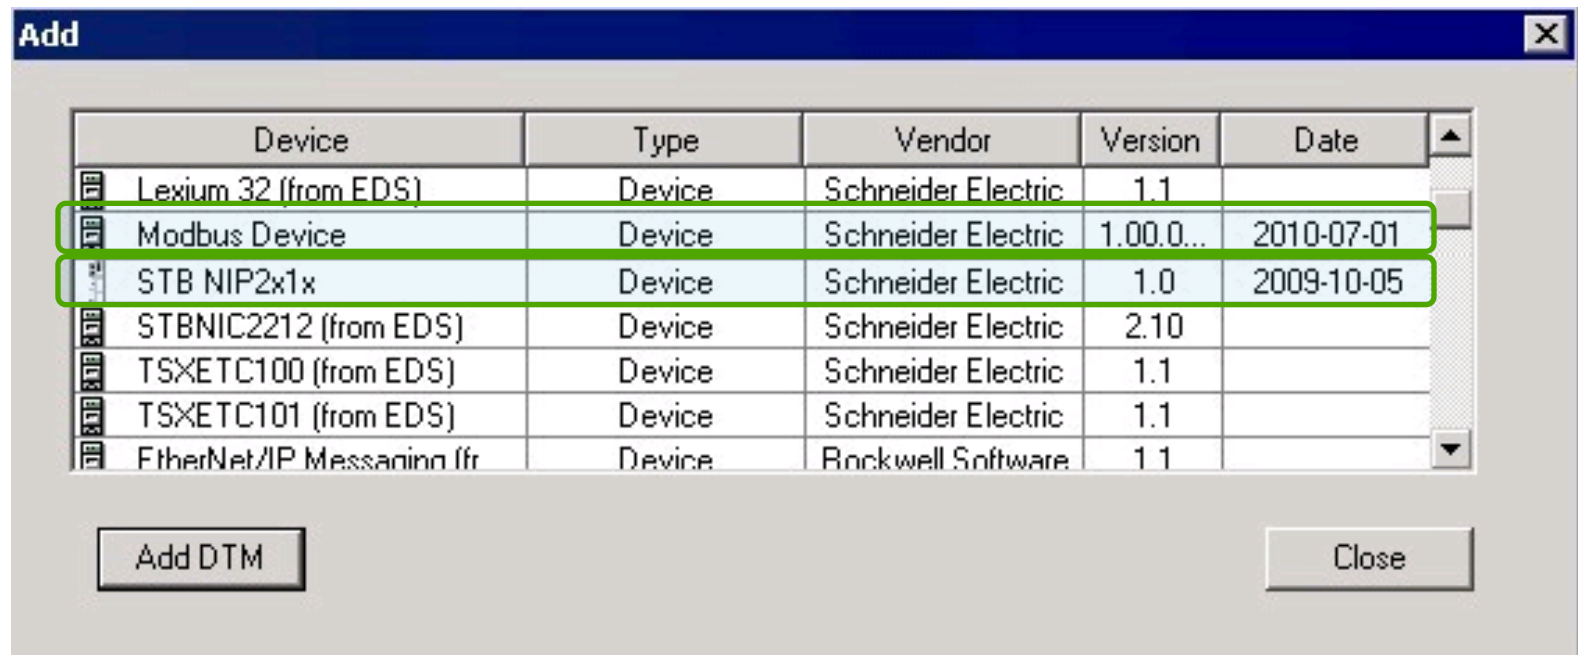 Add
Device Type Vendor Version Date
Lexium 32 (from EDS) Device Schneider Electric 1.1
Modbus Device Device Schneider Electric 1.00.0... 2010-07-01
STB NIP2x1x Device Schneider Electric 1.0 2009-10-05
STBNIC2212 (from EDS) Device Schneider Electric 2.10
TSXETC100 (from EDS) Device Schneider Electric 1.1
TSXETC101 (from EDS) Device Schneider Electric 1.1
EtherNet/IP Messaging (fr Device Rockwell Software 1.1
Add DTM Close